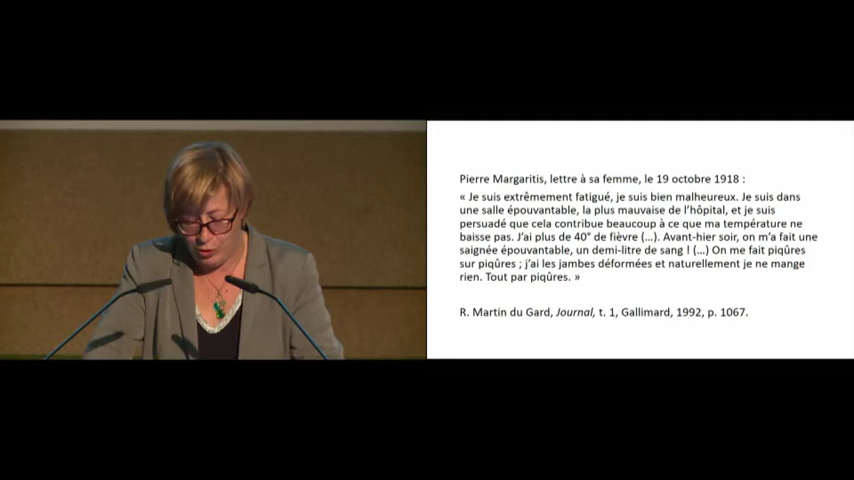 Pierre Margaritis, lettre à sa femme, le 19 octobre 1918 :
« Je suis extrêmement fatigué, je suis bien malheureux. Je suis dans
une salle épouvantable, la plus mauvaise de l'hôpital, et je suis
persuadé que cela contribue beaucoup à ce que ma température ne
baisse pas. J'ai plus de 40° de fièvre (...). Avant-hier soir, on m'a fait une
saignée épouvantable, un demi-litre de sang ! (...) On me fait piqûres
sur piqûres ; j'ai les jambes déformées et naturellement je ne mange
rien. Tout par piqûres. »
R. Martin du Gard, Journal, t. 1, Gallimard, 1992, p. 1067.